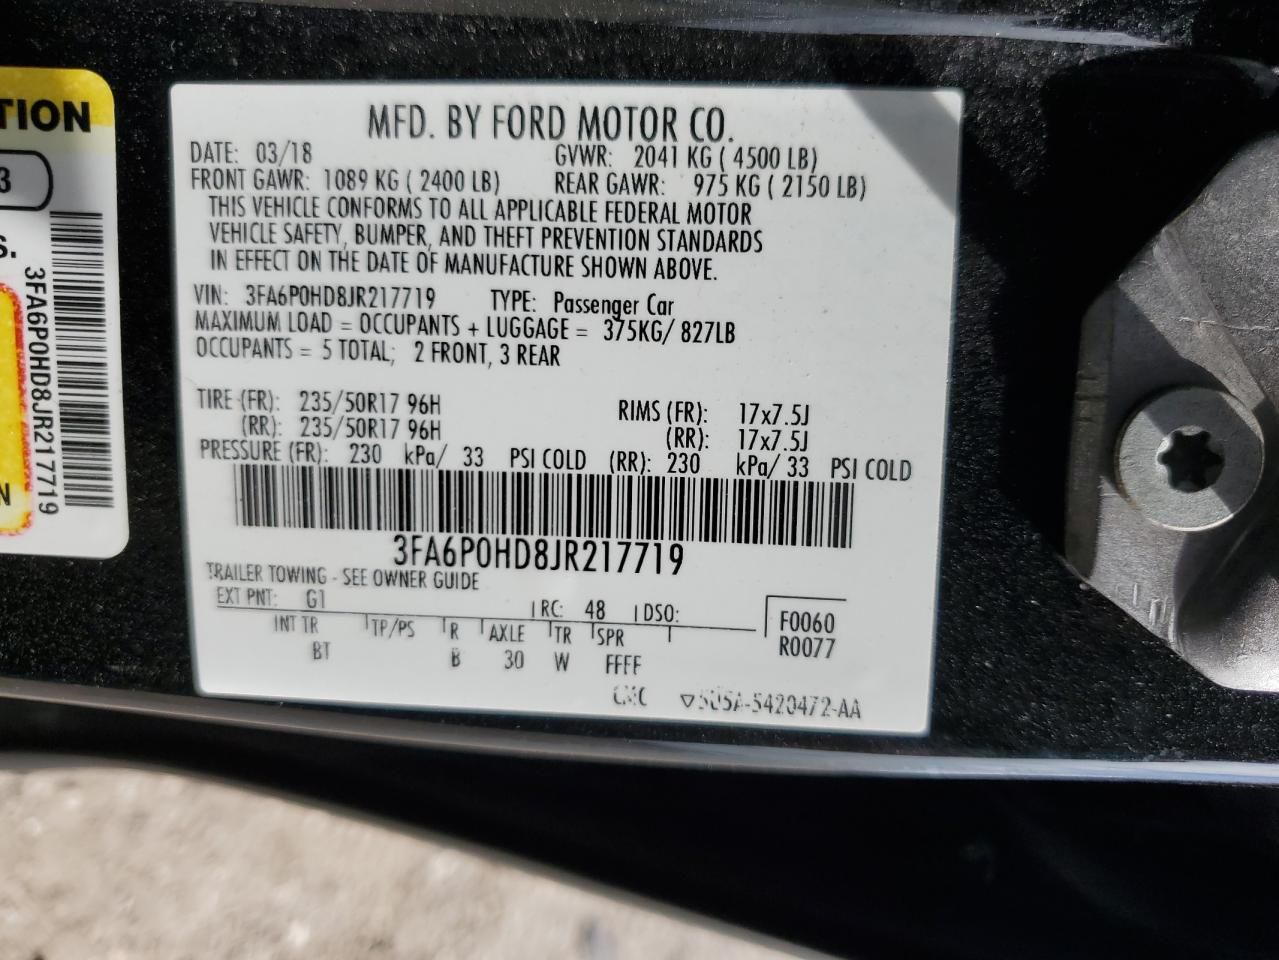 TION
3
S.
3FA6P0HD8JR217719
N
MFD. BY FORD MOTOR CO.
DATE: 03/18 GVWR: 2041 KG ( 4500 LB)
FRONT GAWR: 1089 KG ( 2400 LB) REAR GAWR: 975 KG ( 2150 LB)
THIS VEHICLE CONFORMS TO ALL APPLICABLE FEDERAL MOTOR
VEHICLE SAFETY, BUMPER, AND THEFT PREVENTION STANDARDS
IN EFFECT ON THE DATE OF MANUFACTURE SHOWN ABOVE.
VIN: 3FA6P0HD8JR217719 TYPE: Passenger Car
MAXIMUM LOAD = OCCUPANTS + LUGGAGE = 375KG/ 827LB
OCCUPANTS = 5 TOTAL; 2 FRONT, 3 REAR
TIRE (FR): 235/50R17 96H RIMS (FR): 17x7.5J
(RR): 235/50R17 96H (RR): 17x7.5J
PRESSURE (FR): 230 kPa/ 33 PSI COLD (RR): 230 kPa/ 33 PSI COLD
3FA6P0HD8JR217719
TRAILER TOWING - SEE OWNER GUIDE
EXT PNT: G1 RC: 48 DSO: F0060
INT TR TP/PS R AXLE TR SPR R0077
BT B 30 W FFFF
CMC 5U5A-5420472-AA